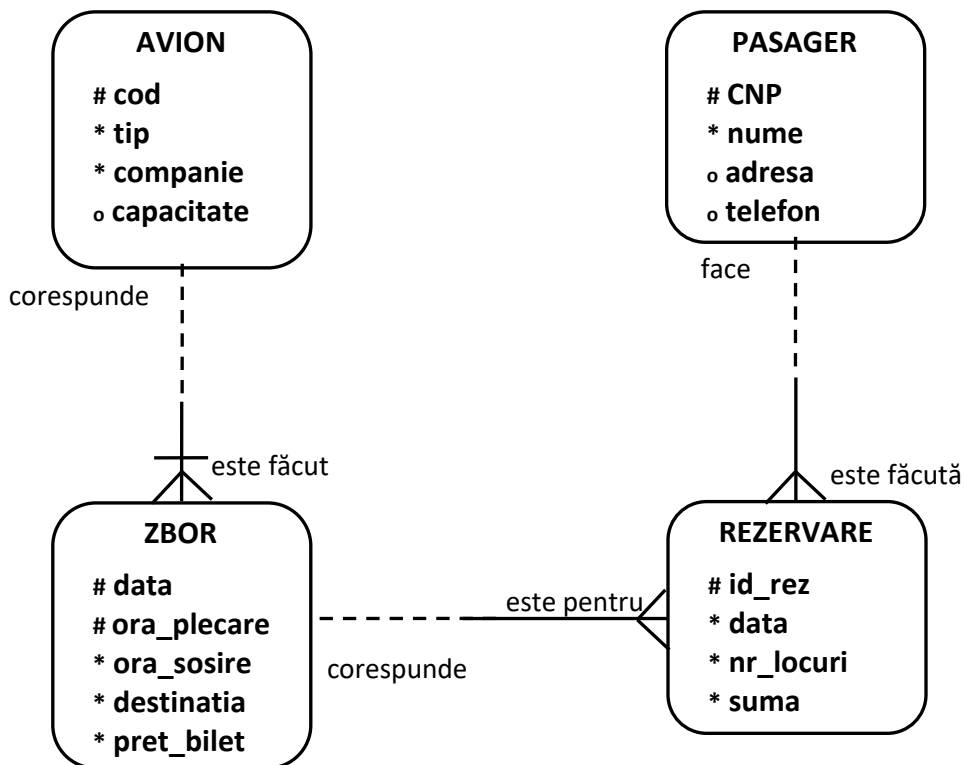 AVION
# cod
* tip
* companie
o capacitate
PASAGER
# CNP
* nume
o adresa
o telefon
corespunde
face
este făcut
este făcută
ZBOR
# data
# ora_plecare
* ora_sosire
* destinatia
* pret_bilet
este pentru
corespunde
REZERVARE
# id_rez
* data
* nr_locuri
* suma